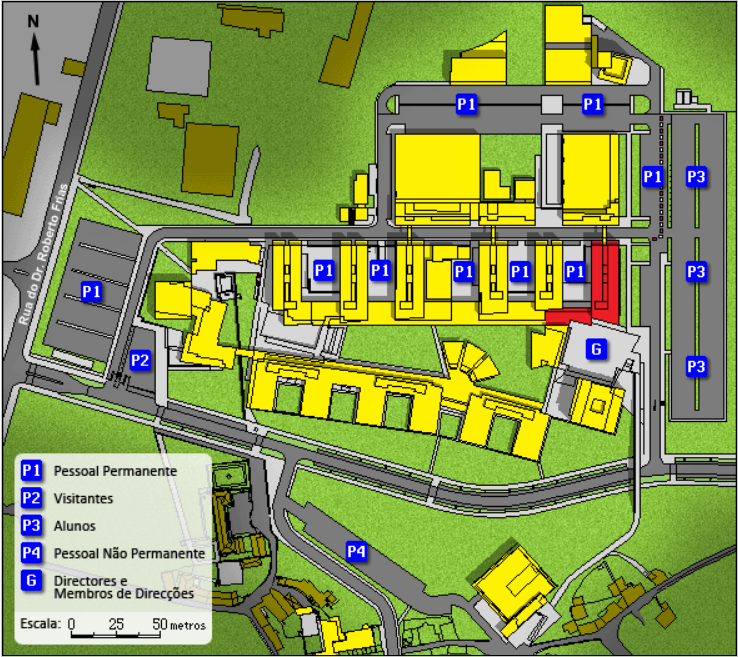 N
P1
P1
P1
P3
Rua do Dr. Roberto Frias
P1
P1
P1
P1
P1
P3
P1
G
P2
P3
P1 Pessoal Permanente
P2 Visitantes
P3 Alunos
P4 Pessoal Não Permanente
G Directores e
Membros de Direcções
P4
Escala: 0 25 50 metros